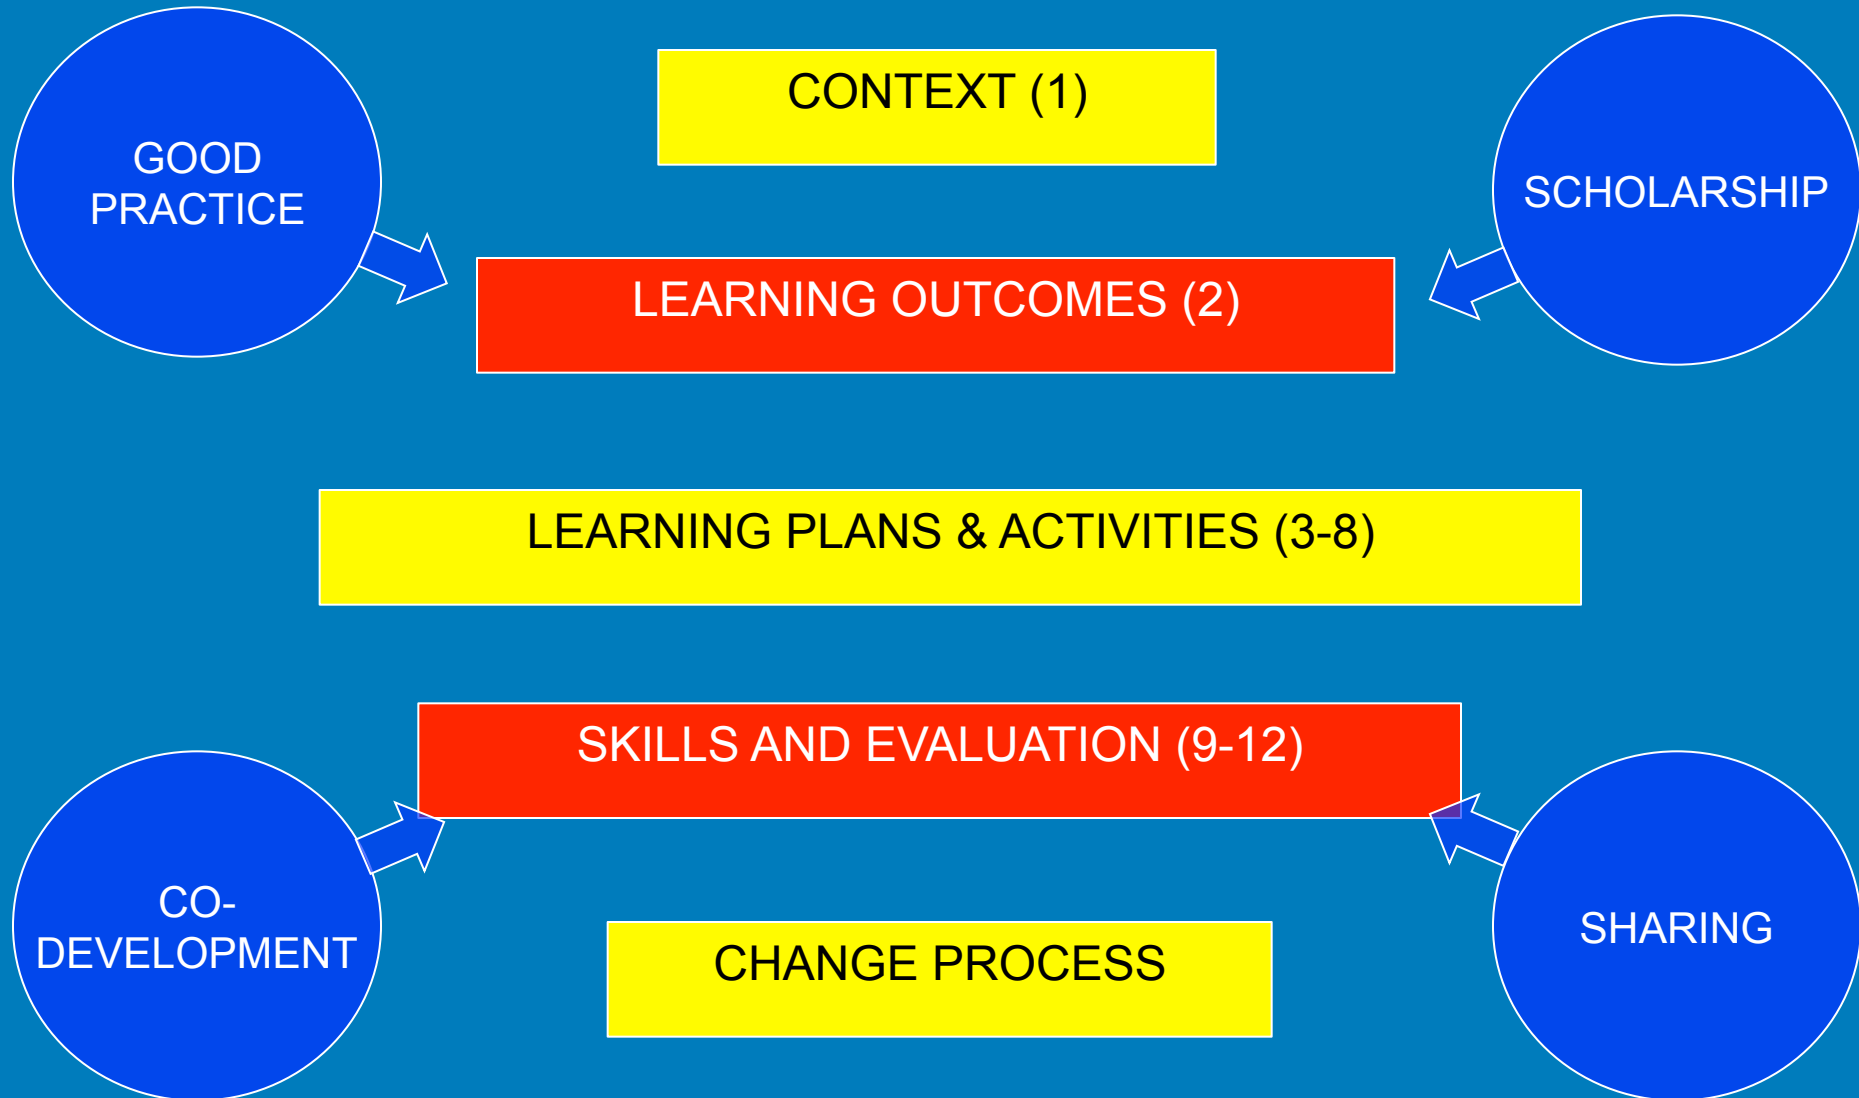 GOOD
PRACTICE
CONTEXT (1)
SCHOLARSHIP
LEARNING OUTCOMES (2)
LEARNING PLANS & ACTIVITIES (3-8)
SKILLS AND EVALUATION (9-12)
CO-
DEVELOPMENT
CHANGE PROCESS
SHARING